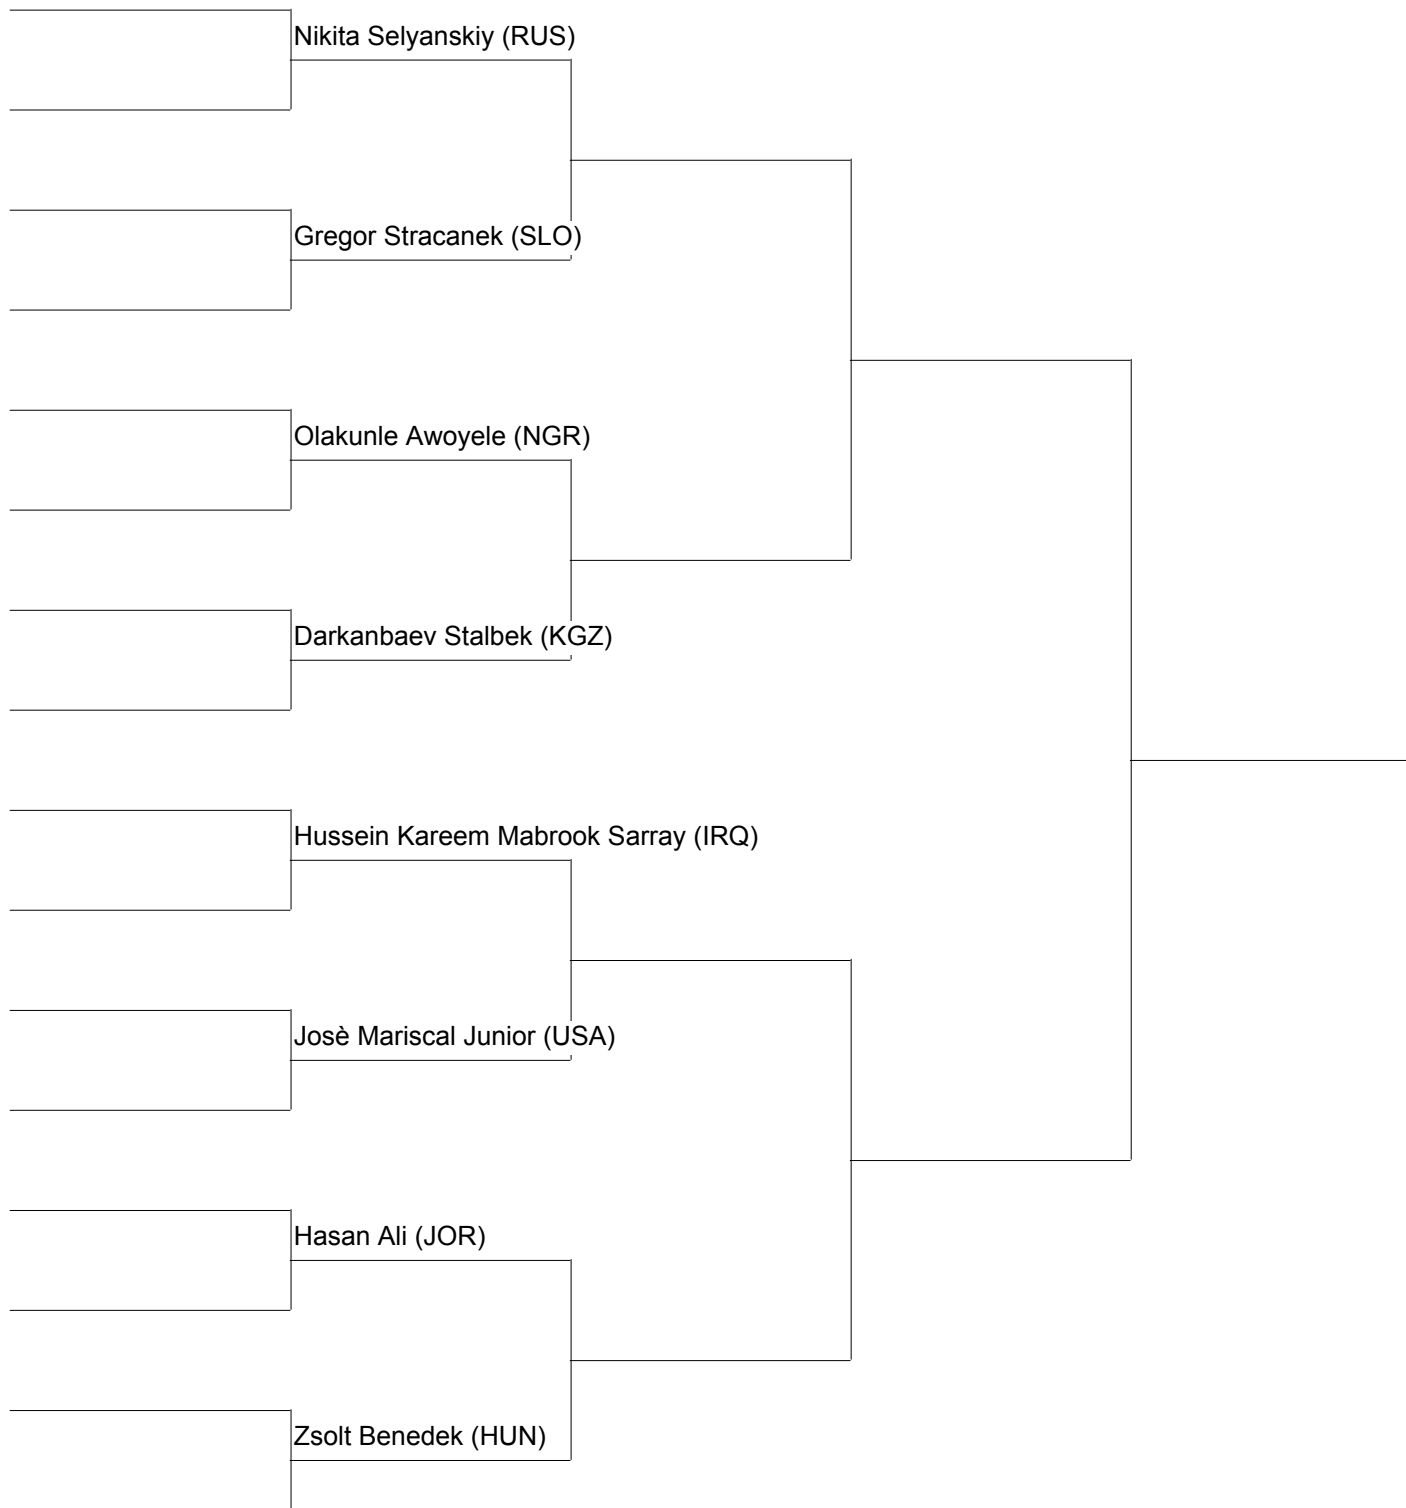 Nikita Selyanskiy (RUS)
Gregor Stracanek (SLO)
Olakunle Awoyele (NGR)
Darkanbaev Stalbek (KGZ)
Hussein Kareem Mabrook Sarray (IRQ)
Josè Mariscal Junior (USA)
Hasan Ali (JOR)
Zsolt Benedek (HUN)